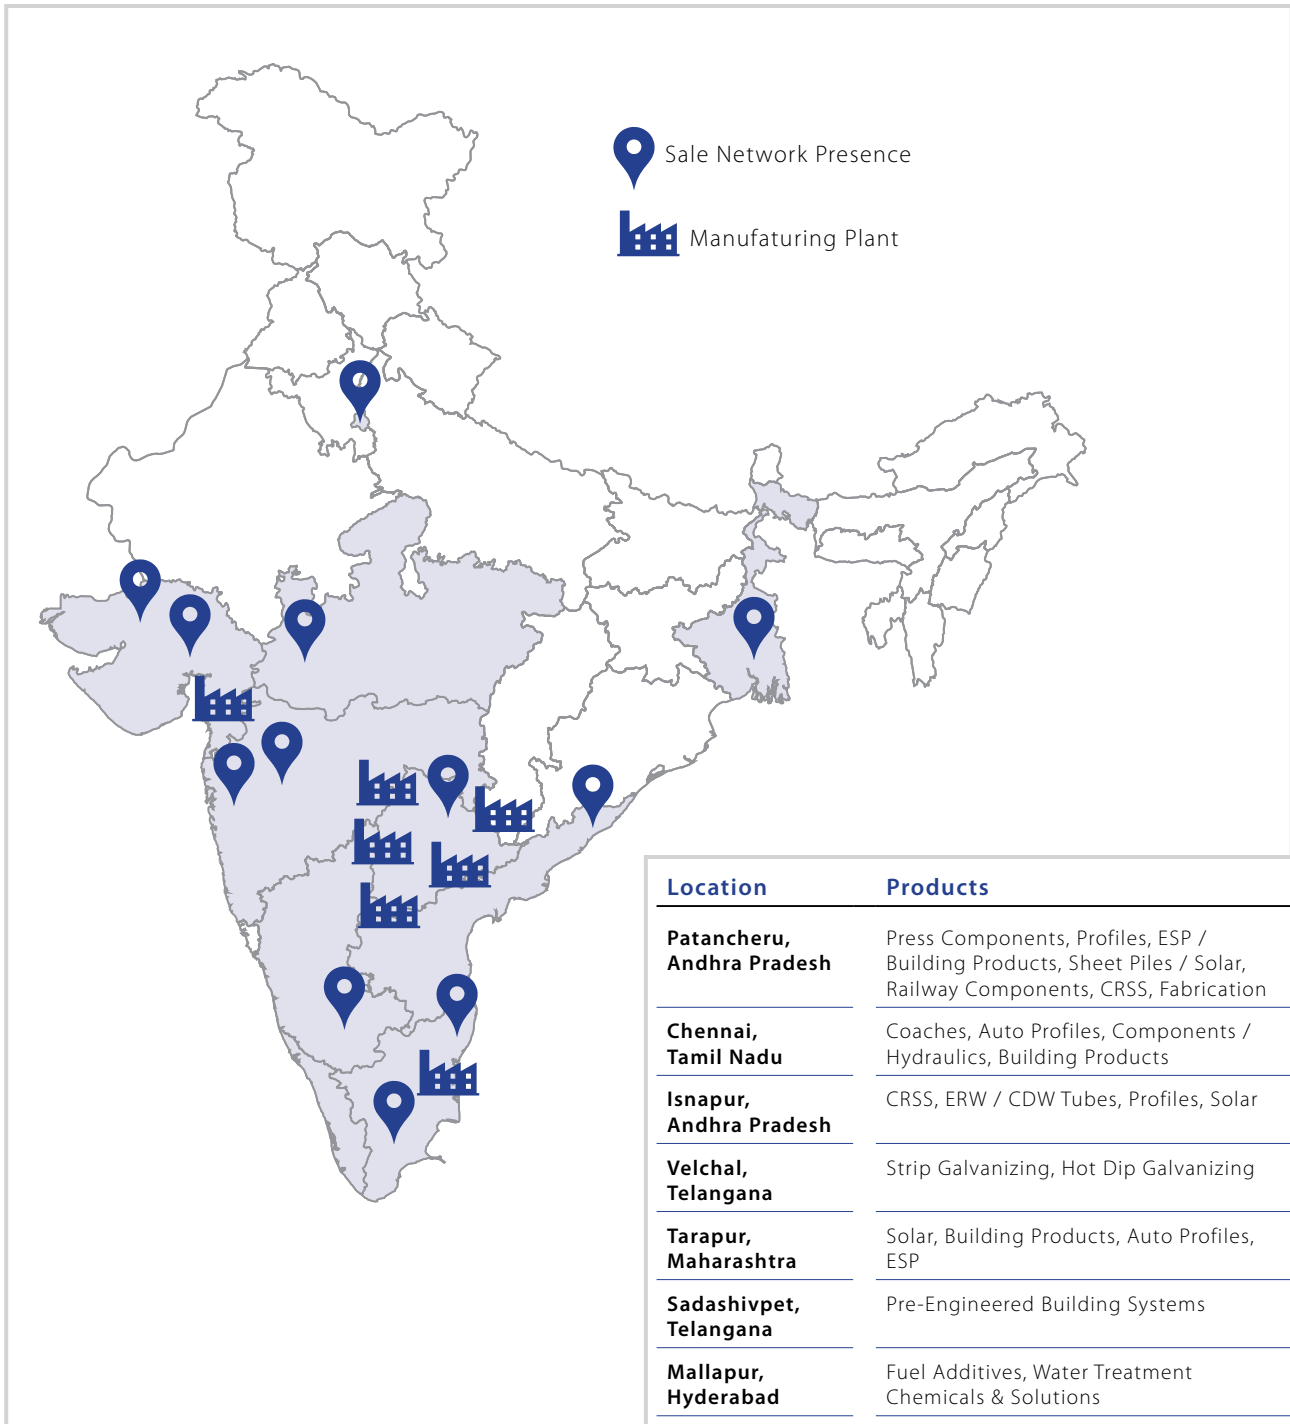 Sale Network Presence
Manufaturing Plant
Location Products
Patancheru,
Andhra Pradesh
Press Components, Profiles, ESP /
Building Products, Sheet Piles / Solar,
Railway Components, CRSS, Fabrication
Chennai,
Tamil Nadu
Coaches, Auto Profiles, Components /
Hydraulics, Building Products
Isnapur,
Andhra Pradesh
CRSS, ERW / CDW Tubes, Profiles, Solar
Velchal,
Telangana
Strip Galvanizing, Hot Dip Galvanizing
Tarapur,
Maharashtra
Solar, Building Products, Auto Profiles,
ESP
Sadashivpet,
Telangana
Pre-Engineered Building Systems
Mallapur,
Hyderabad
Fuel Additives, Water Treatment
Chemicals & Solutions